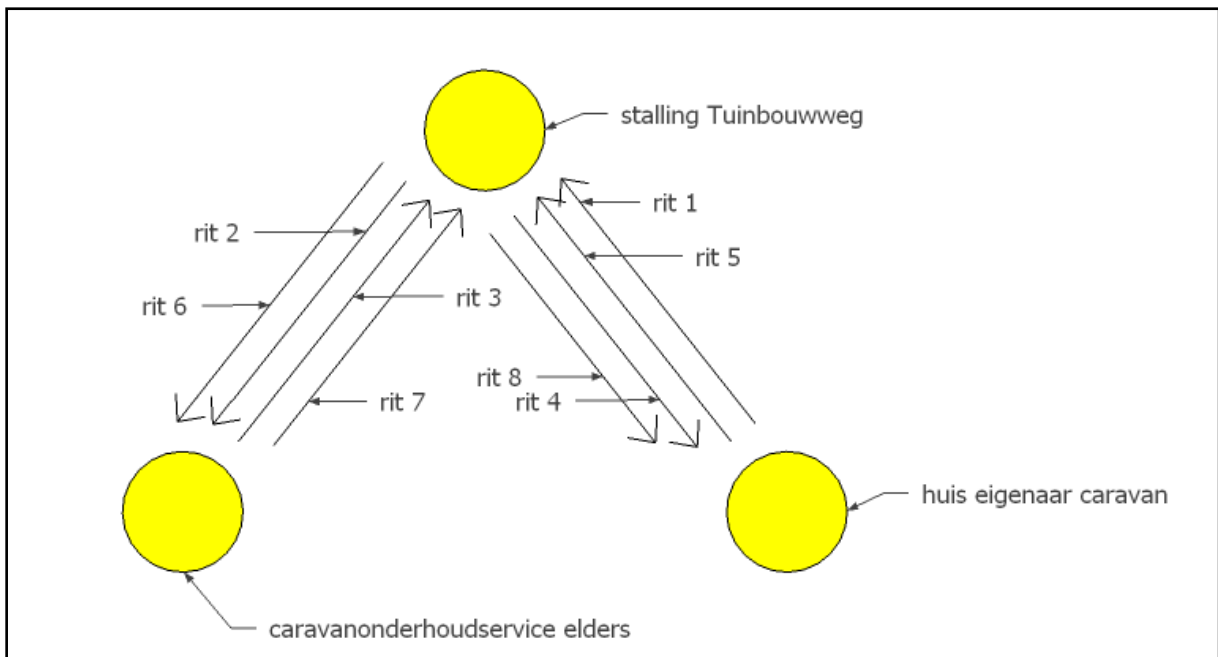 stalling Tuinbouwweg
rit 1
rit 2
rit 5
rit 3
rit 6
rit 8
rit 7
rit 4
huis eigenaar caravan
caravanonderhoudservice elders